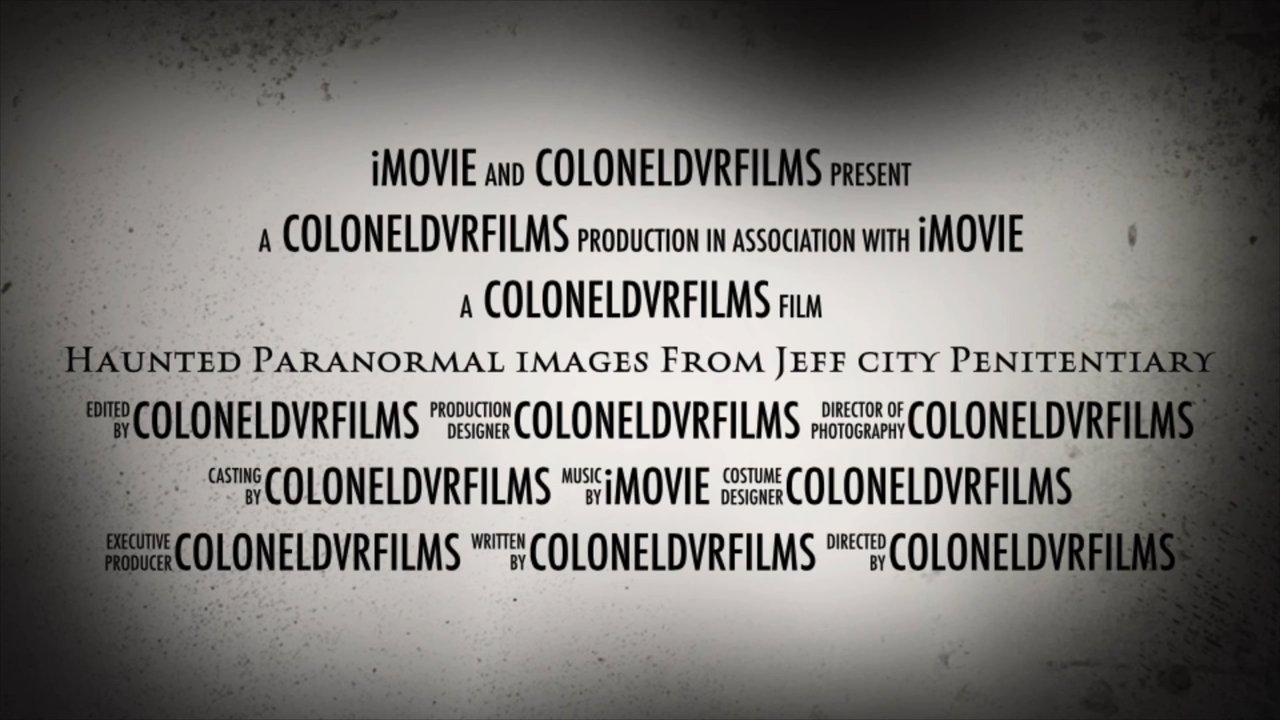 iMOVIE AND COLONELDVRFILMS PRESENT
A COLONELDVRFILMS PRODUCTION IN ASSOCIATION WITH iMOVIE
A COLONELDVRFILMS FILM
HAUNTED PARANORMAL IMAGES FROM JEFF CITY PENITENTIARY
EDITED BY COLONELDVRFILMS PRODUCTION DESIGNER COLONELDVRFILMS DIRECTOR OF PHOTOGRAPHY COLONELDVRFILMS
CASTING BY COLONELDVRFILMS MUSIC BY iMOVIE COSTUME DESIGNER COLONELDVRFILMS
EXECUTIVE PRODUCER COLONELDVRFILMS WRITTEN BY COLONELDVRFILMS DIRECTED BY COLONELDVRFILMS